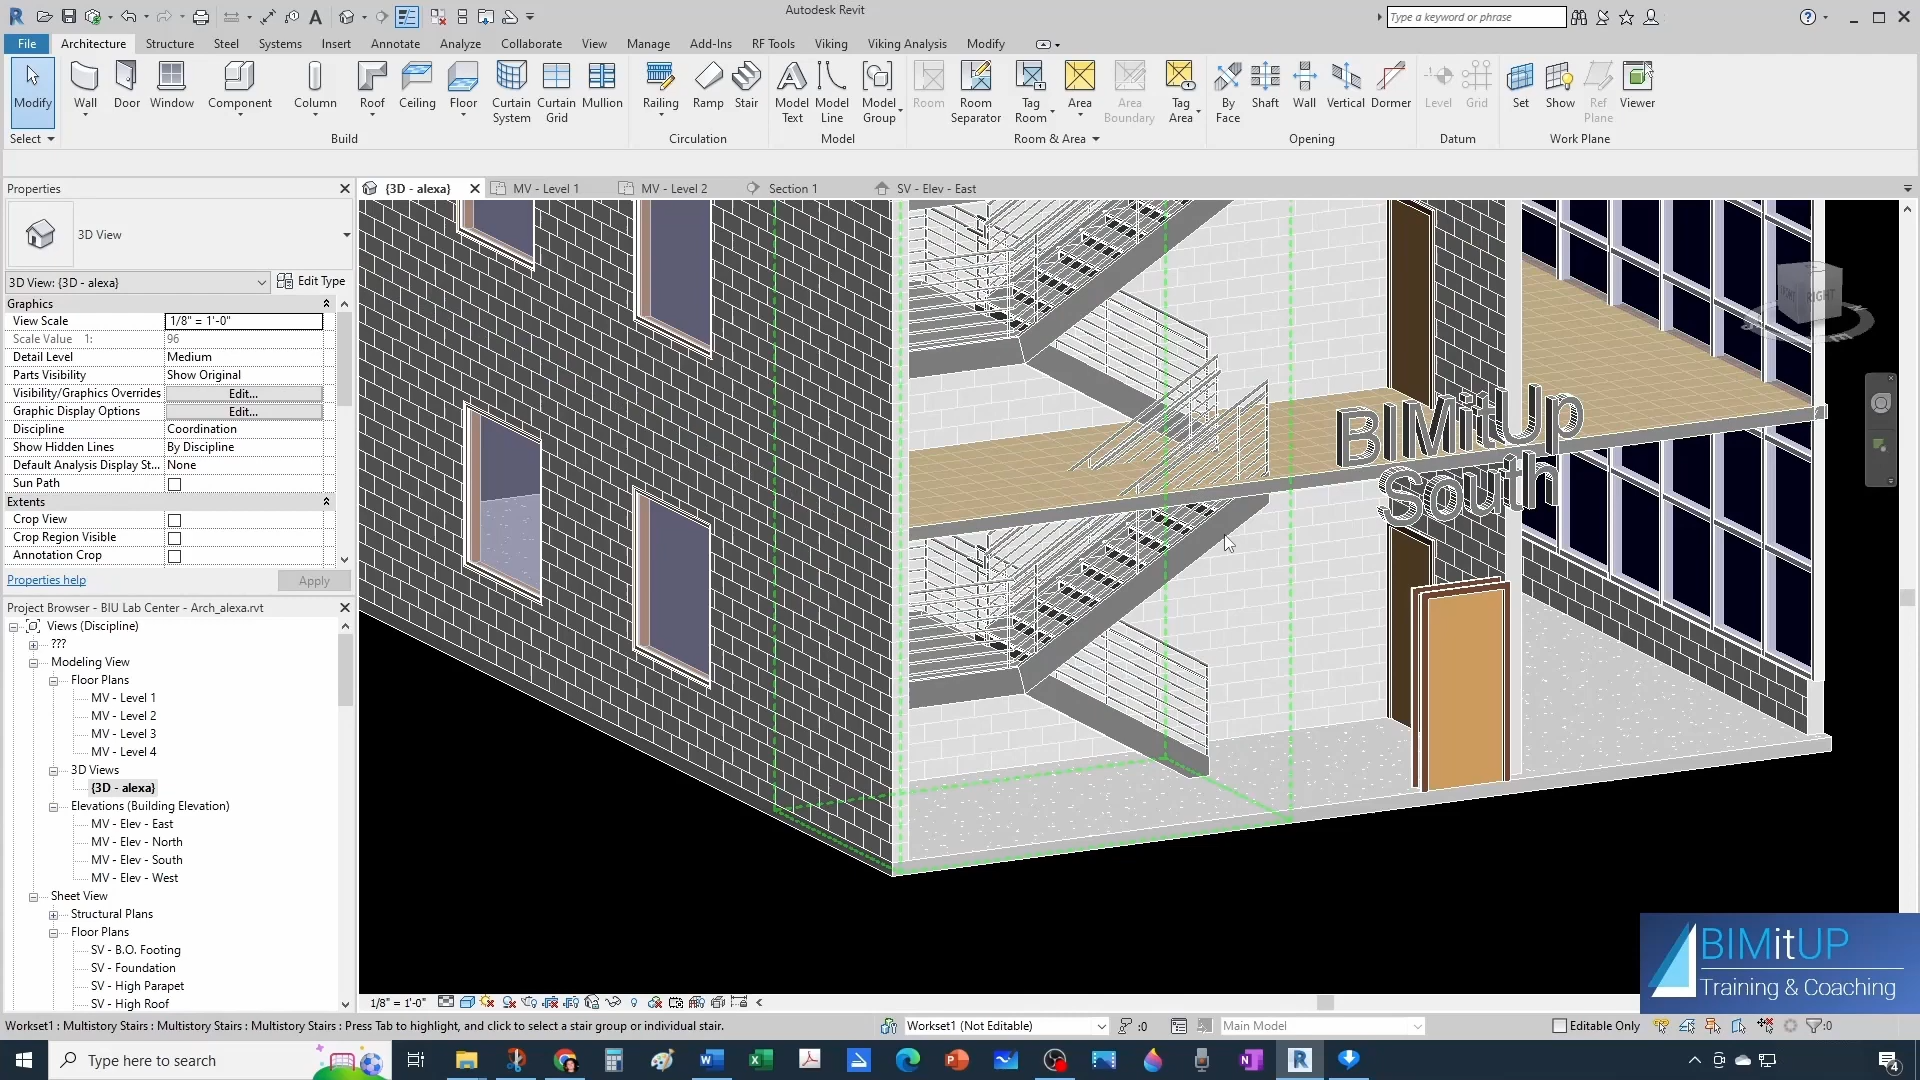 Autodesk Revit
Type a keyword or phrase
File Architecture Structure Steel Systems Insert Annotate Analyze Collaborate View Manage Add-Ins RF Tools Viking Viking Analysis Modify
Modify Wall Door Window Component Column Roof Ceiling Floor Curtain System Curtain Grid Mullion Railing Ramp Stair Model Text Model Line Model Group Room Room Separator Tag Room Area Area Boundary Tag Area By Face Shaft Wall Vertical Dormer Level Grid Set Show Ref Plane Viewer
Select Build Circulation Model Room & Area Opening Datum Work Plane
Properties
{3D - alexa} MV - Level 1 MV - Level 2 Section 1 SV - Elev - East
3D View
3D View: {3D - alexa} Edit Type
Graphics
View Scale 1/8" = 1'-0"
Scale Value 1: 96
Detail Level Medium
Parts Visibility Show Original
Visibility/Graphics Overrides Edit...
Graphic Display Options Edit...
Discipline Coordination
Show Hidden Lines By Discipline
Default Analysis Display St... None
Sun Path
Extents
Crop View
Crop Region Visible
Annotation Crop
Properties help Apply
RIGHT
BIMitUp
South
Project Browser - BIU Lab Center - Arch_alexa.rvt
Views (Discipline)
???
Modeling View
Floor Plans
MV - Level 1
MV - Level 2
MV - Level 3
MV - Level 4
3D Views
{3D - alexa}
Elevations (Building Elevation)
MV - Elev - East
MV - Elev - North
MV - Elev - South
MV - Elev - West
Sheet View
Structural Plans
Floor Plans
SV - B.O. Footing
SV - Foundation
SV - High Parapet
SV - High Roof
BIMitUP
Training & Coaching
1/8" = 1'-0"
Workset1 : Multistory Stairs : Multistory Stairs : Multistory Stairs : Press Tab to highlight, and click to select a stair group or individual stair.
Workset1 (Not Editable) :0 Main Model Editable Only :0
Type here to search
4